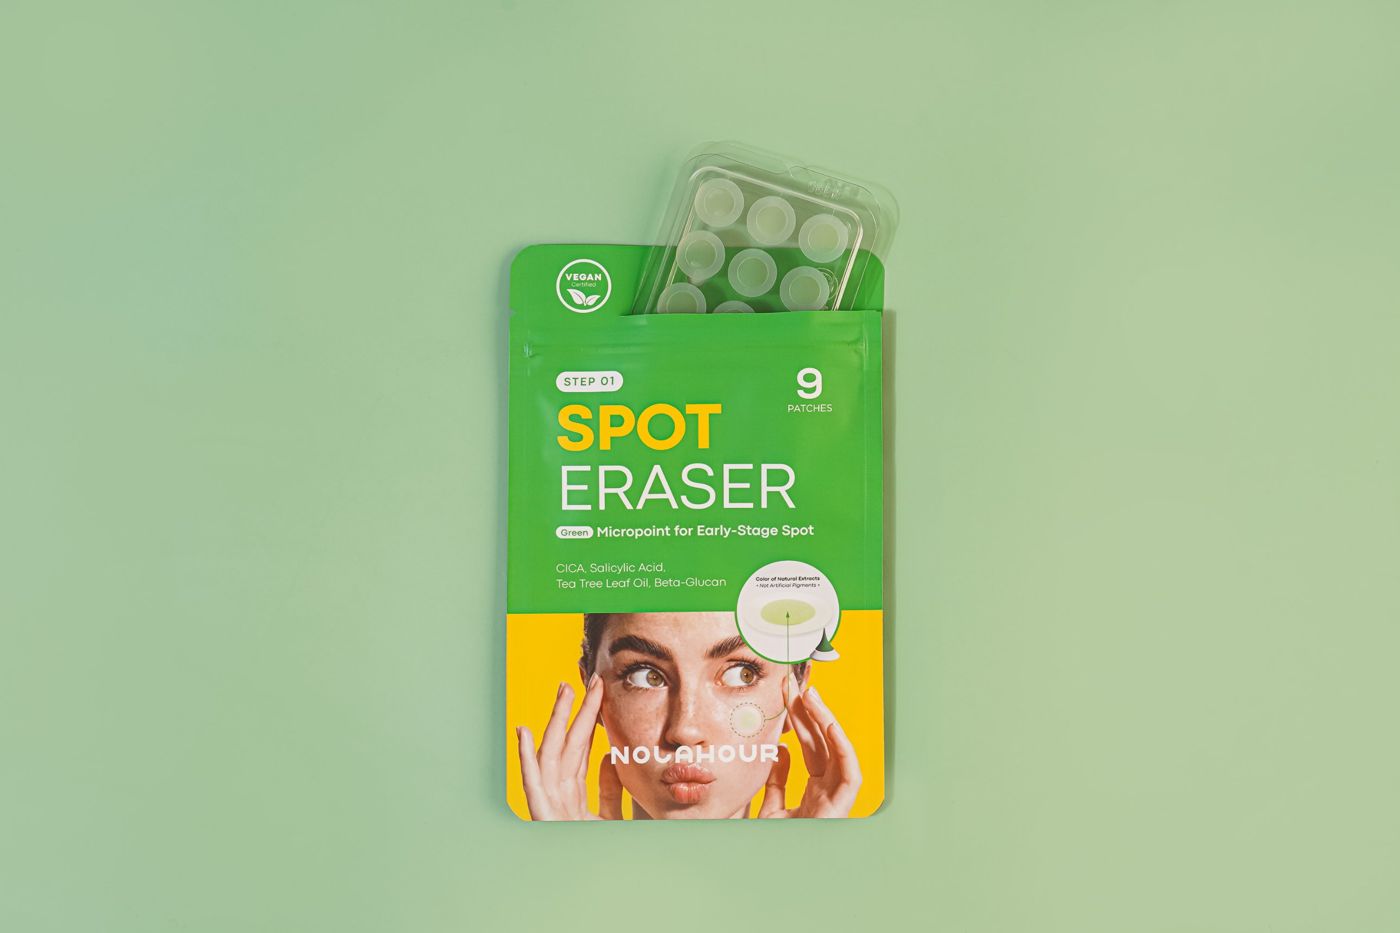 VEGAN
Certified
STEP 01
9
PATCHES
SPOT
ERASER
Green Micropoint for Early-Stage Spot
CICA, Salicylic Acid,
Tea Tree Leaf Oil, Beta-Glucan
Color of Natural Extracts
• Not Artificial Pigments •
NOLAHOUR